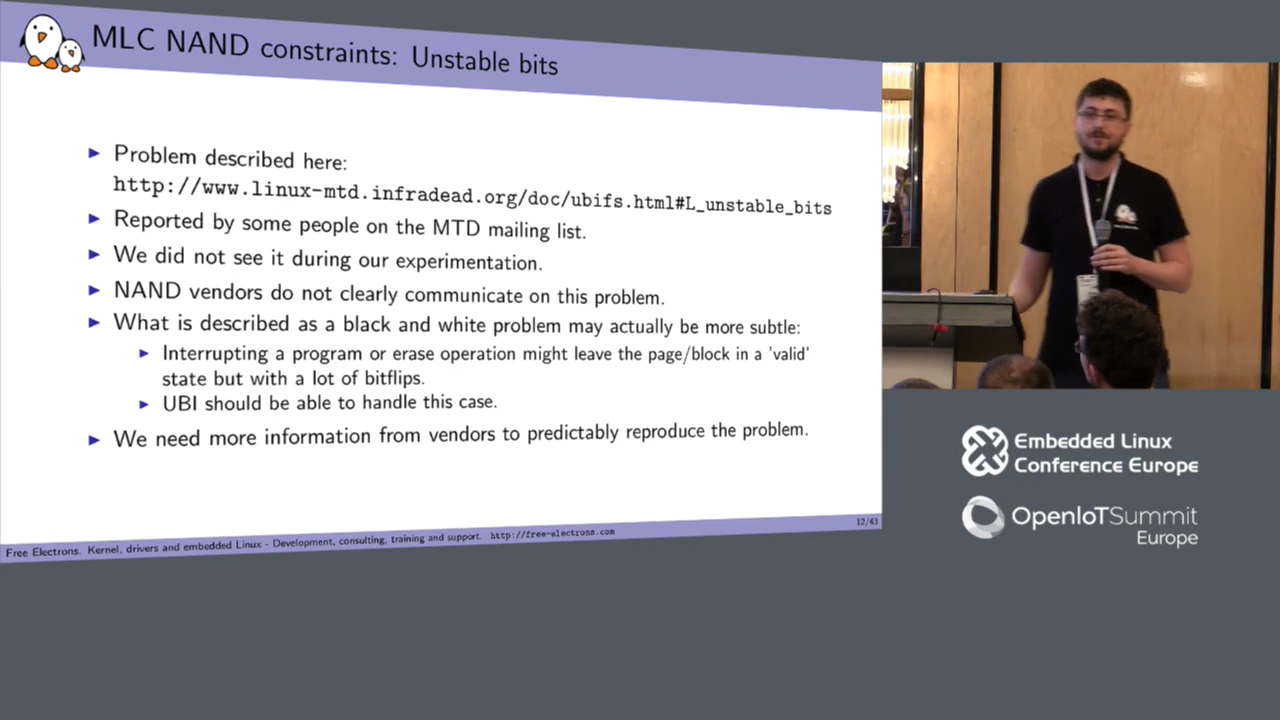 MLC NAND constraints: Unstable bits
Problem described here:
http://www.linux-mtd.infradead.org/doc/ubifs.html#L_unstable_bits
Reported by some people on the MTD mailing list.
We did not see it during our experimentation.
NAND vendors do not clearly communicate on this problem.
What is described as a black and white problem may actually be more subtle:
Interrupting a program or erase operation might leave the page/block in a 'valid'
state but with a lot of bitflips.
UBI should be able to handle this case.
We need more information from vendors to predictably reproduce the problem.
12/43
Free Electrons. Kernel, drivers and embedded Linux - Development, consulting, training and support. http://free-electrons.com
Embedded Linux
Conference Europe
OpenIoTSummit
Europe